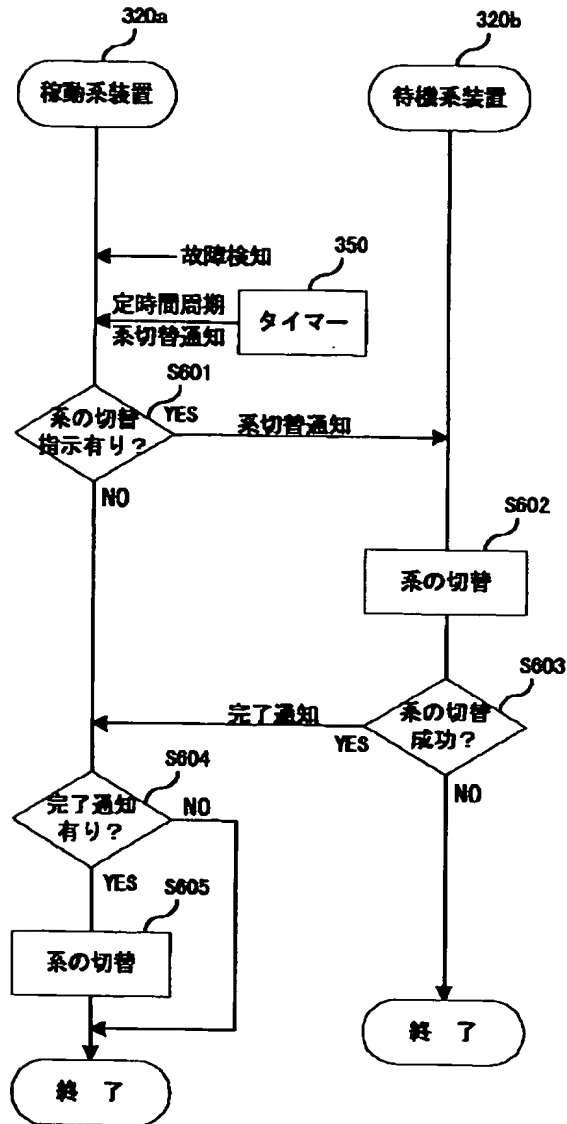 320a
320b
稼動系装置
待機系装置
故障検知
350
定時間周期
系切替通知
タイマー
S601
系の切替
指示有り?
YES
系切替通知
NO
S602
系の切替
S603
系の切替
成功?
完了通知
YES
NO
S604
完了通知
有り?
NO
YES
S605
系の切替
終 了
終 了